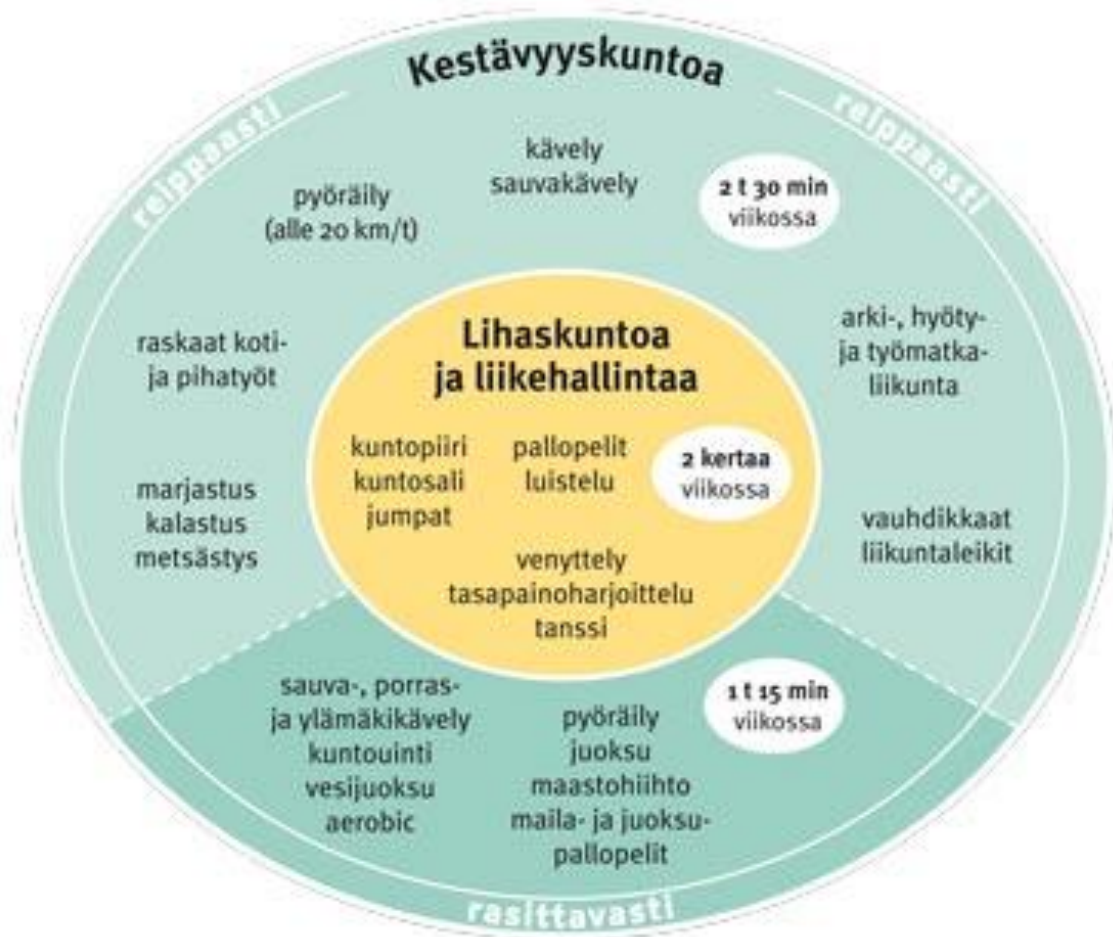 Kestävyyskuntoa
reippaasti
reippaasti
kävely
sauvakävely
2 t 30 min
viikossa
pyöräily
(alle 20 km/t)
raskaat koti-
ja pihatyöt
arki-, hyöty-
ja työmatka-
liikunta
marjastus
kalastus
metsästys
vauhdikkaat
liikuntaleikit
Lihaskuntoa
ja liikehallintaa
kuntopiiri
kuntosali
jumpat
pallopelit
luistelu
2 kertaa
viikossa
venyttely
tasapainoharjoittelu
tanssi
sauva-, porras-
ja ylämäkikävely
kuntouinti
vesijuoksu
aerobic
pyöräily
juoksu
maastohiihto
maila- ja juoksu-
pallopelit
1 t 15 min
viikossa
rasittavasti